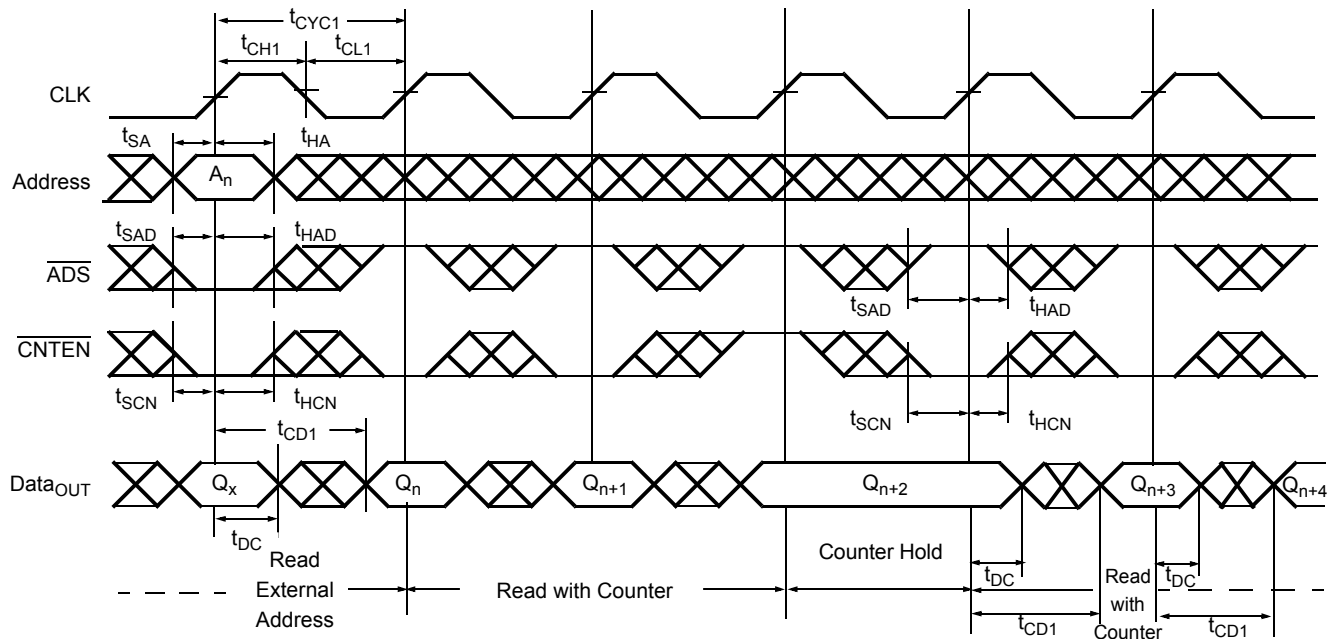 tCYC1
tCH1
tCL1
CLK
tSA
tHA
Address
An
tSAD
tHAD
ADS
tSAD
tHAD
CNTEN
tSCN
tHCN
tSCN
tHCN
tCD1
DataOUT
Qx
Qn
Qn+1
Qn+2
Qn+3
Qn+4
tDC
Read
External
Address
Read with Counter
Counter Hold
tDC
Read
with
Counter
tDC
tCD1
tCD1